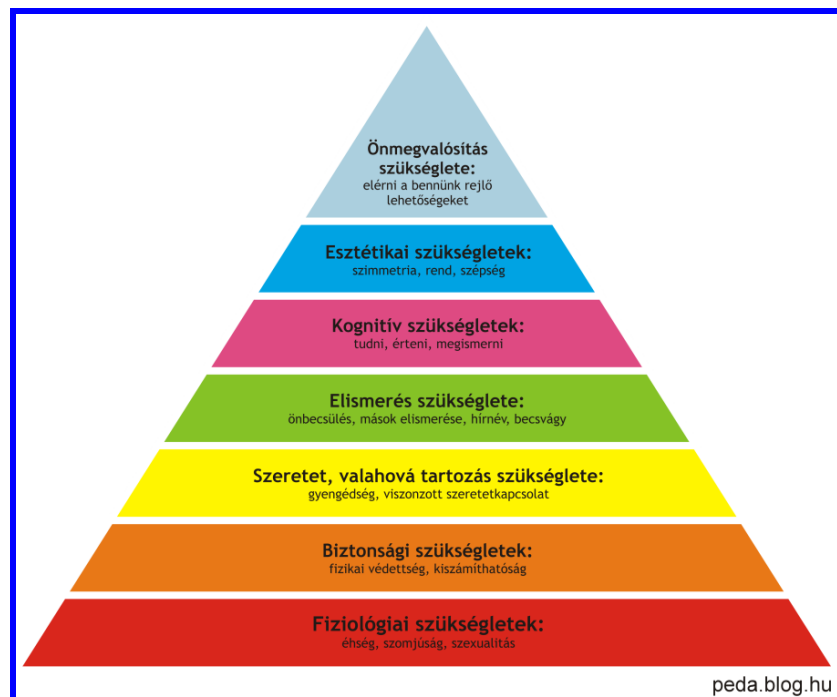 Önmegvalósítás
szükséglete:
elérni a bennünk rejlő
lehetőségeket
Esztétikai szükségletek:
szimmetria, rend, szépség
Kognitív szükségletek:
tudni, érteni, megismerni
Elismerés szükséglete:
önbecsülés, mások elismerése, hírnév, becsvágy
Szeretet, valahová tartozás szükséglete:
gyengédség, viszonzott szeretetkapcsolat
Biztonsági szükségletek:
fizikai védettség, kiszámíthatóság
Fiziológiai szükségletek:
éhség, szomjúság, szexualitás
peda.blog.hu